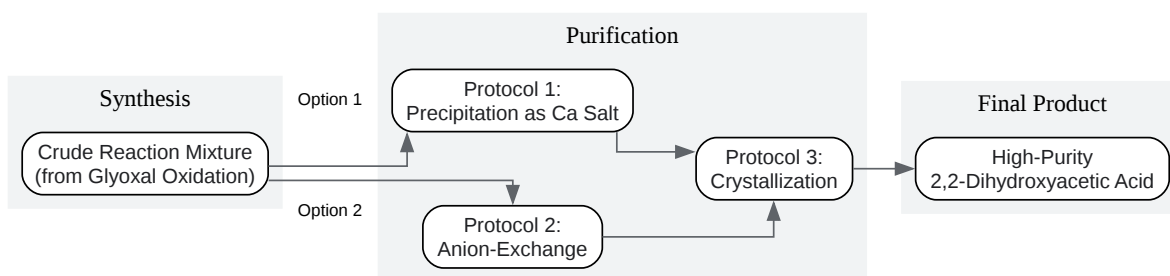 Synthesis
Crude Reaction Mixture
(from Glyoxal Oxidation)
Option 1
Option 2
Purification
Protocol 1:
Precipitation as Ca Salt
Protocol 2:
Anion-Exchange
Protocol 3:
Crystallization
Final Product
High-Purity
2,2-Dihydroxyacetic Acid